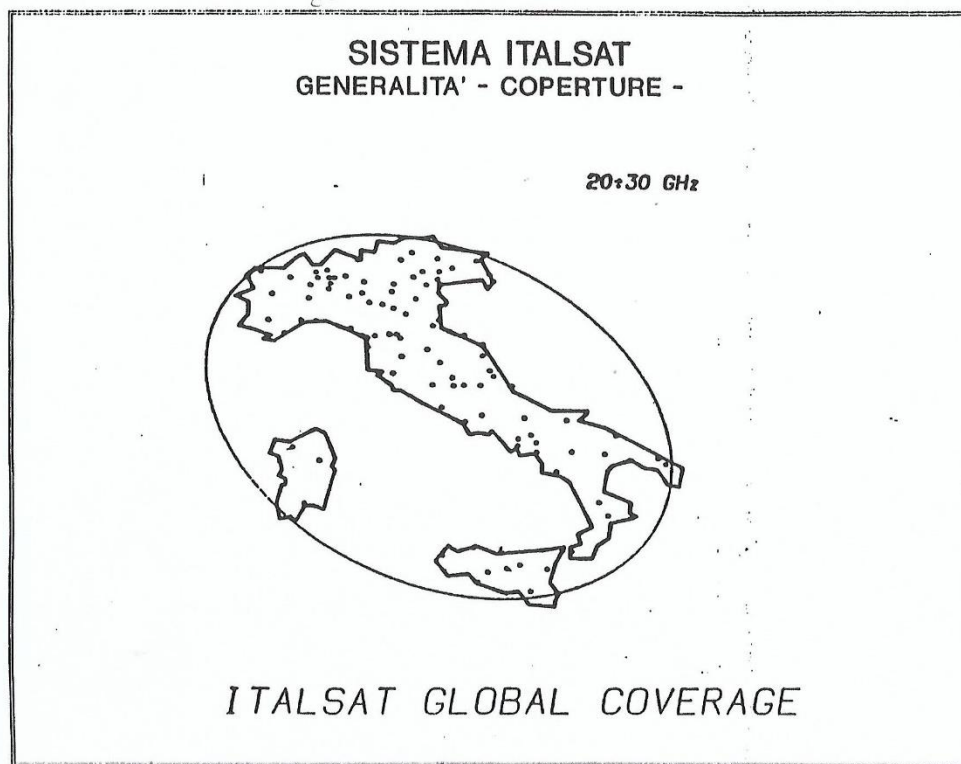 SISTEMA ITALSAT
GENERALITA' - COPERTURE -
20÷30 GHz
ITALSAT GLOBAL COVERAGE